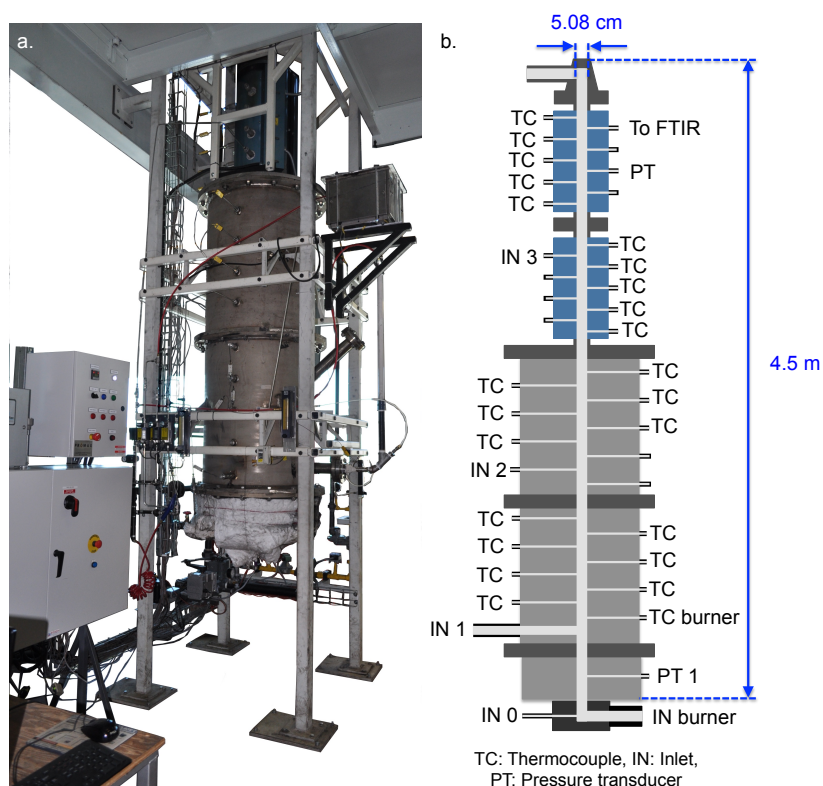 a.
5.08 cm
b.
TC
TC
TC
TC
TC
To FTIR
PT
IN 3
TC
TC
TC
TC
TC
4.5 m
TC
TC
TC
IN 2
TC
TC
TC
TC
TC
TC
TC
IN 1
TC
TC
TC
TC burner
PT 1
IN 0
IN burner
TC: Thermocouple, IN: Inlet,
PT: Pressure transducer